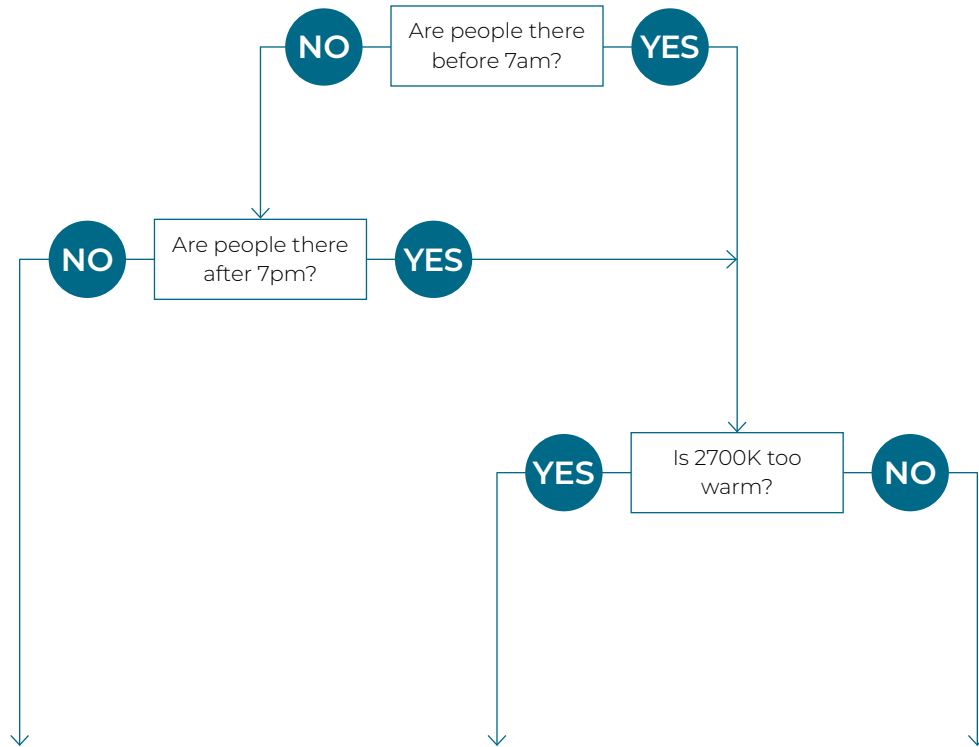 NO
Are people there
before 7am?
YES
NO
Are people there
after 7pm?
YES
YES
Is 2700K too
warm?
NO